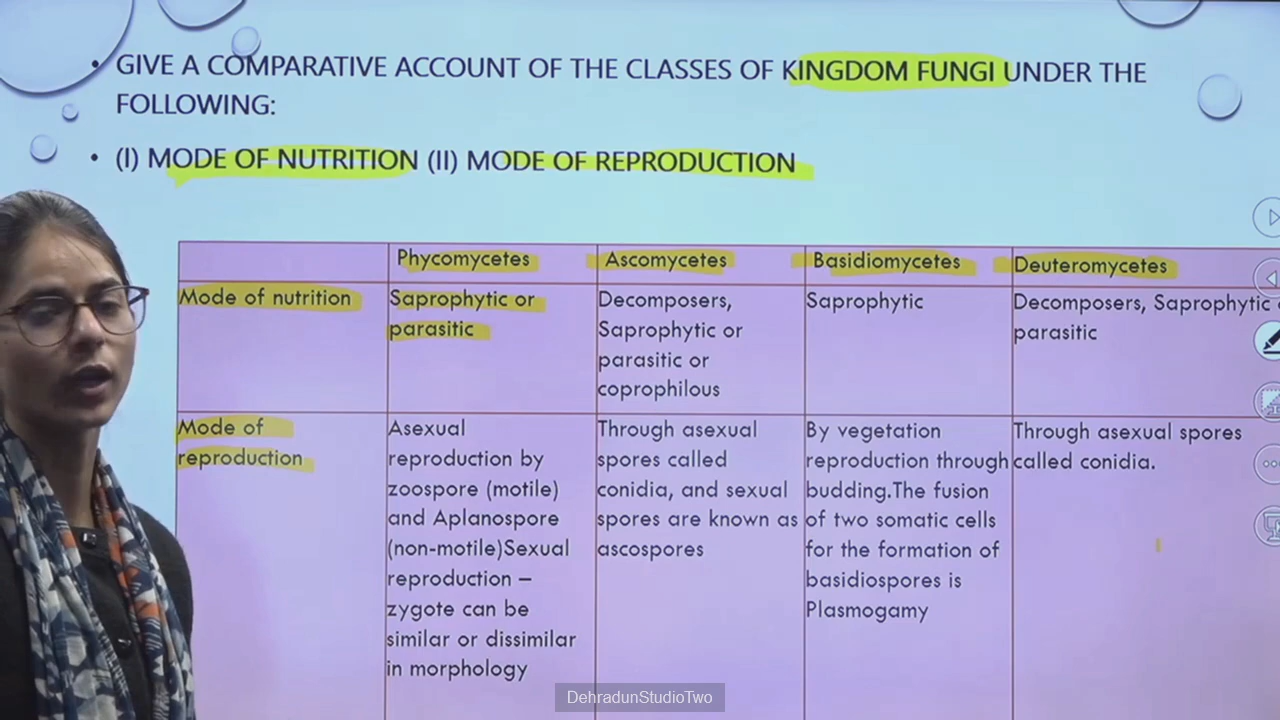 • GIVE A COMPARATIVE ACCOUNT OF THE CLASSES OF KINGDOM FUNGI UNDER THE
FOLLOWING:
• (I) MODE OF NUTRITION (II) MODE OF REPRODUCTION
Phycomycetes
Ascomycetes
Basidiomycetes
Deuteromycetes
Mode of nutrition
Saprophytic or
parasitic
Decomposers,
Saprophytic or
parasitic or
coprophilous
Saprophytic
Decomposers, Saprophytic
parasitic
Mode of
reproduction
Asexual
reproduction by
zoospore (motile)
and Aplanospore
(non-motile)Sexual
reproduction –
zygote can be
similar or dissimilar
in morphology
Through asexual
spores called
conidia, and sexual
spores are known as
ascospores
By vegetation
reproduction through
budding.The fusion
of two somatic cells
for the formation of
basidiospores is
Plasmogamy
Through asexual spores
called conidia.
DehradunStudioTwo